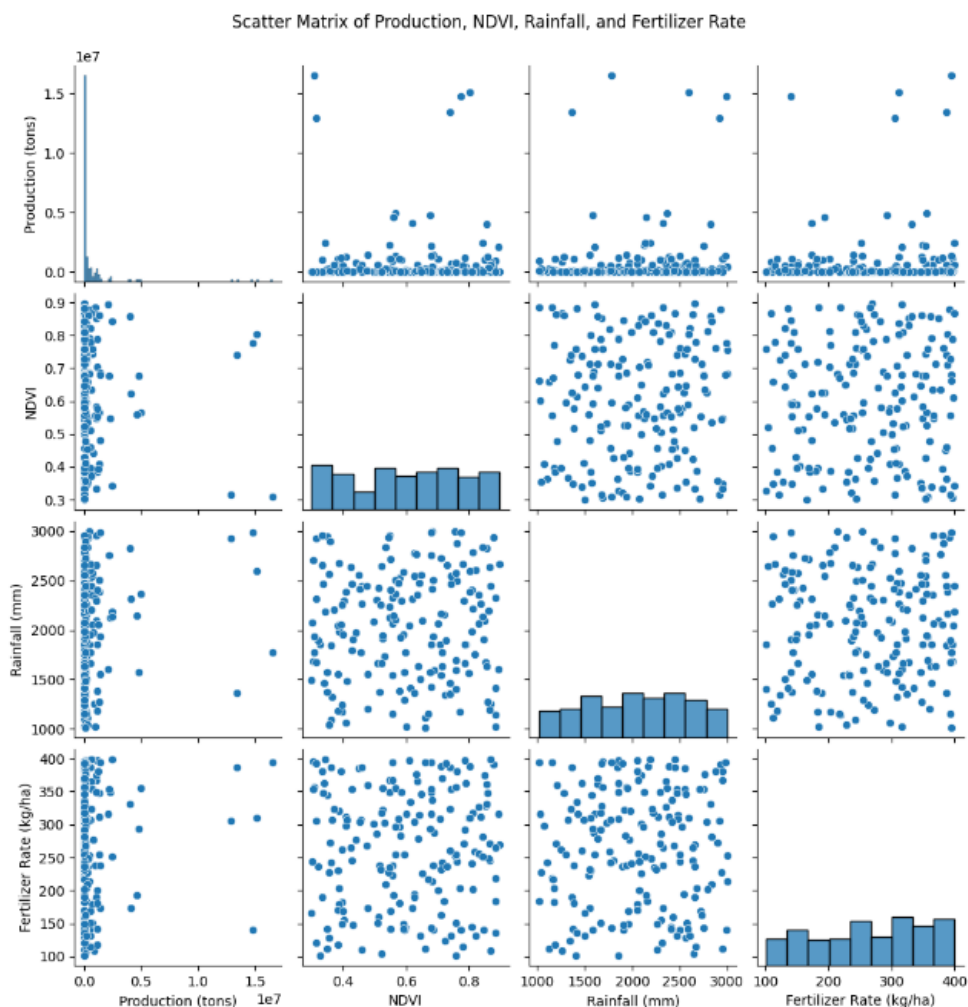 Scatter Matrix of Production, NDVI, Rainfall, and Fertilizer Rate
1e7
1.5
1.0
0.5
0.0
Production (tons)
0.9
0.8
0.7
0.6
0.5
0.4
0.3
NDVI
3000
2500
2000
1500
1000
Rainfall (mm)
400
350
300
250
200
150
100
Fertilizer Rate (kg/ha)
0.0 0.5 1.0 1.5
1e7
Production (tons)
0.4 0.6 0.8
NDVI
1000 1500 2000 2500 3000
Rainfall (mm)
100 200 300 400
Fertilizer Rate (kg/ha)